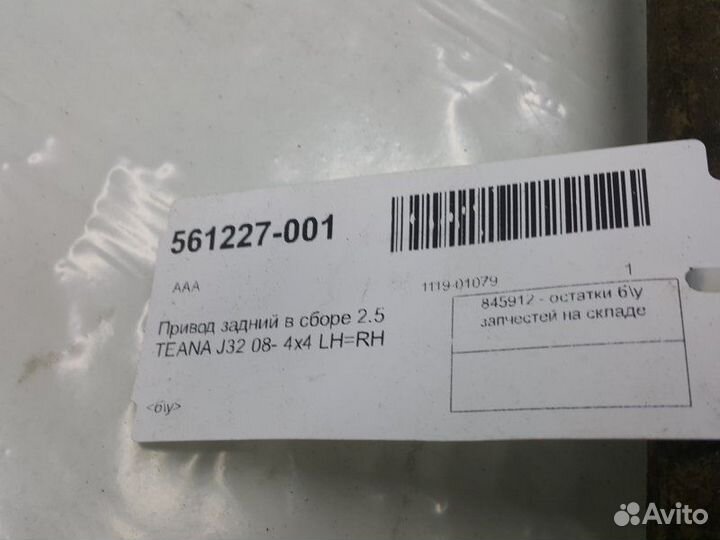 561227-001
AAA
1119-01079
1
Привод задний в сборе 2.5
TEANA J32 08- 4x4 LH=RH
845912 - остатки б\у
запчестей на складе
<б\у>
Avito